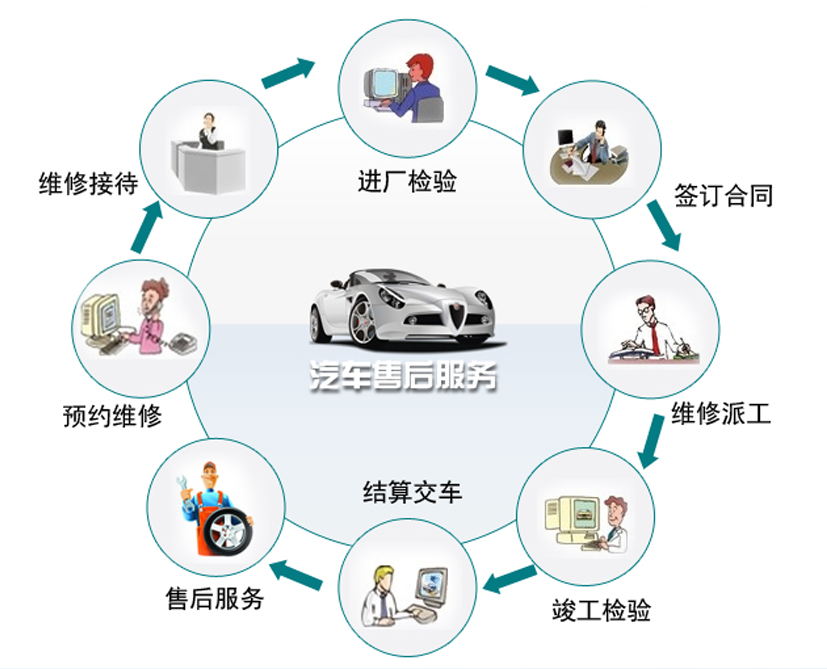 进厂检验
维修接待
签订合同
汽车售后服务
预约维修
维修派工
结算交车
售后服务
竣工检验